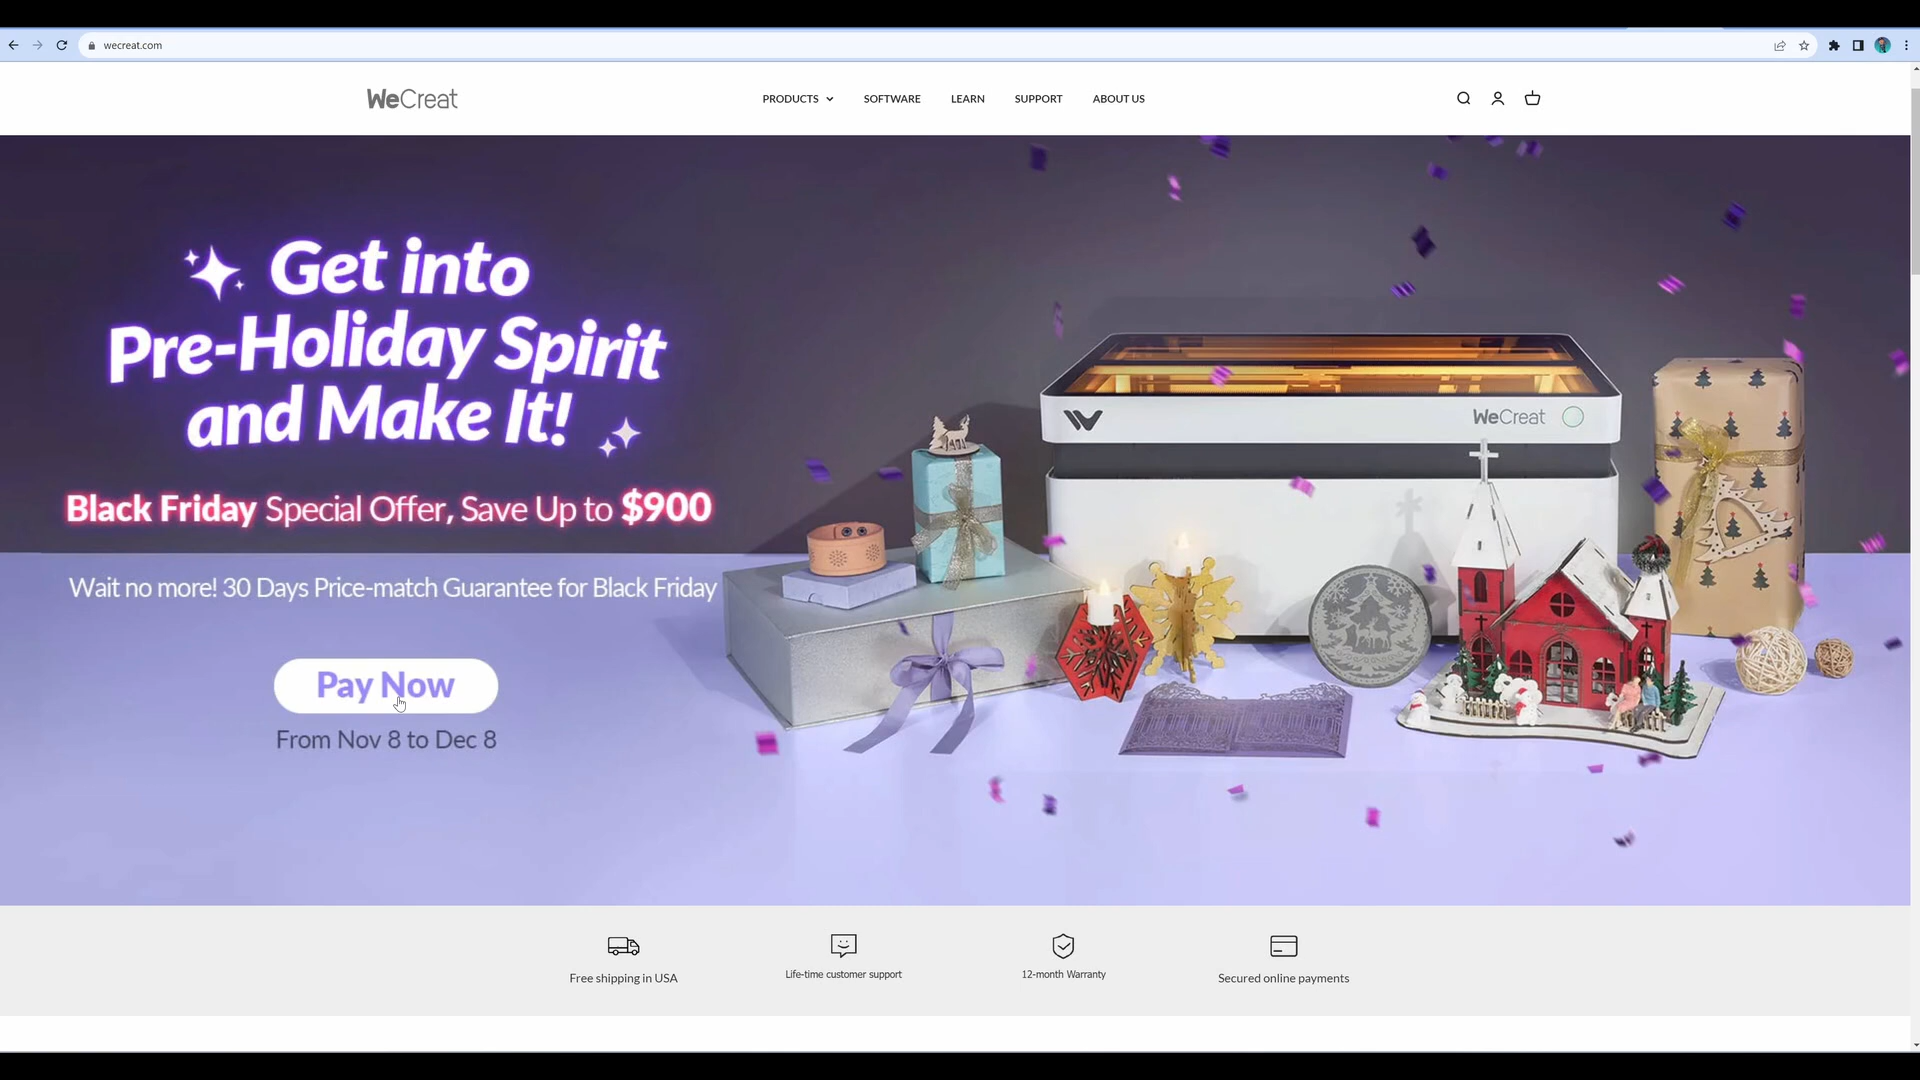 wecreat.com
WeCreat
PRODUCTS
SOFTWARE
LEARN
SUPPORT
ABOUT US
Get into
Pre-Holiday Spirit
and Make It!
Black Friday Special Offer, Save Up to $900
Wait no more! 30 Days Price-match Guarantee for Black Friday
Pay Now
From Nov 8 to Dec 8
WeCreat
Free shipping in USA
Life-time customer support
12-month Warranty
Secured online payments